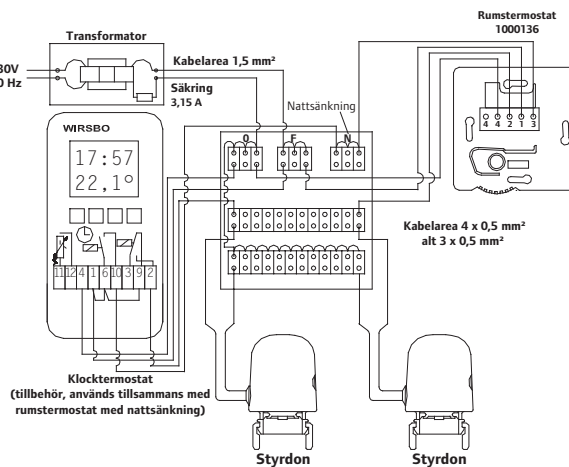 Rumstermostat
1000136
Transformator
30V
0 Hz
Kabelarea 1,5 mm²
Säkring
3,15 A
Nattsänkning
0 F N
4 4 2 1 3
WIRSBO
17:57
22,1°
Kabelarea 4 x 0,5 mm²
alt 3 x 0,5 mm²
11 12 4 1 6 10 3 9 2
Klocktermostat
(tillbehör, används tillsammans med
rumstermostat med nattsänkning)
Styrdon
Styrdon